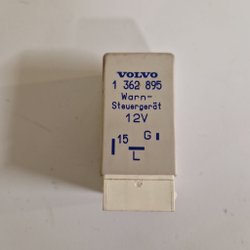 VOLVO
1 362 895
Warn-
Steuergerät
12V
15 G
L